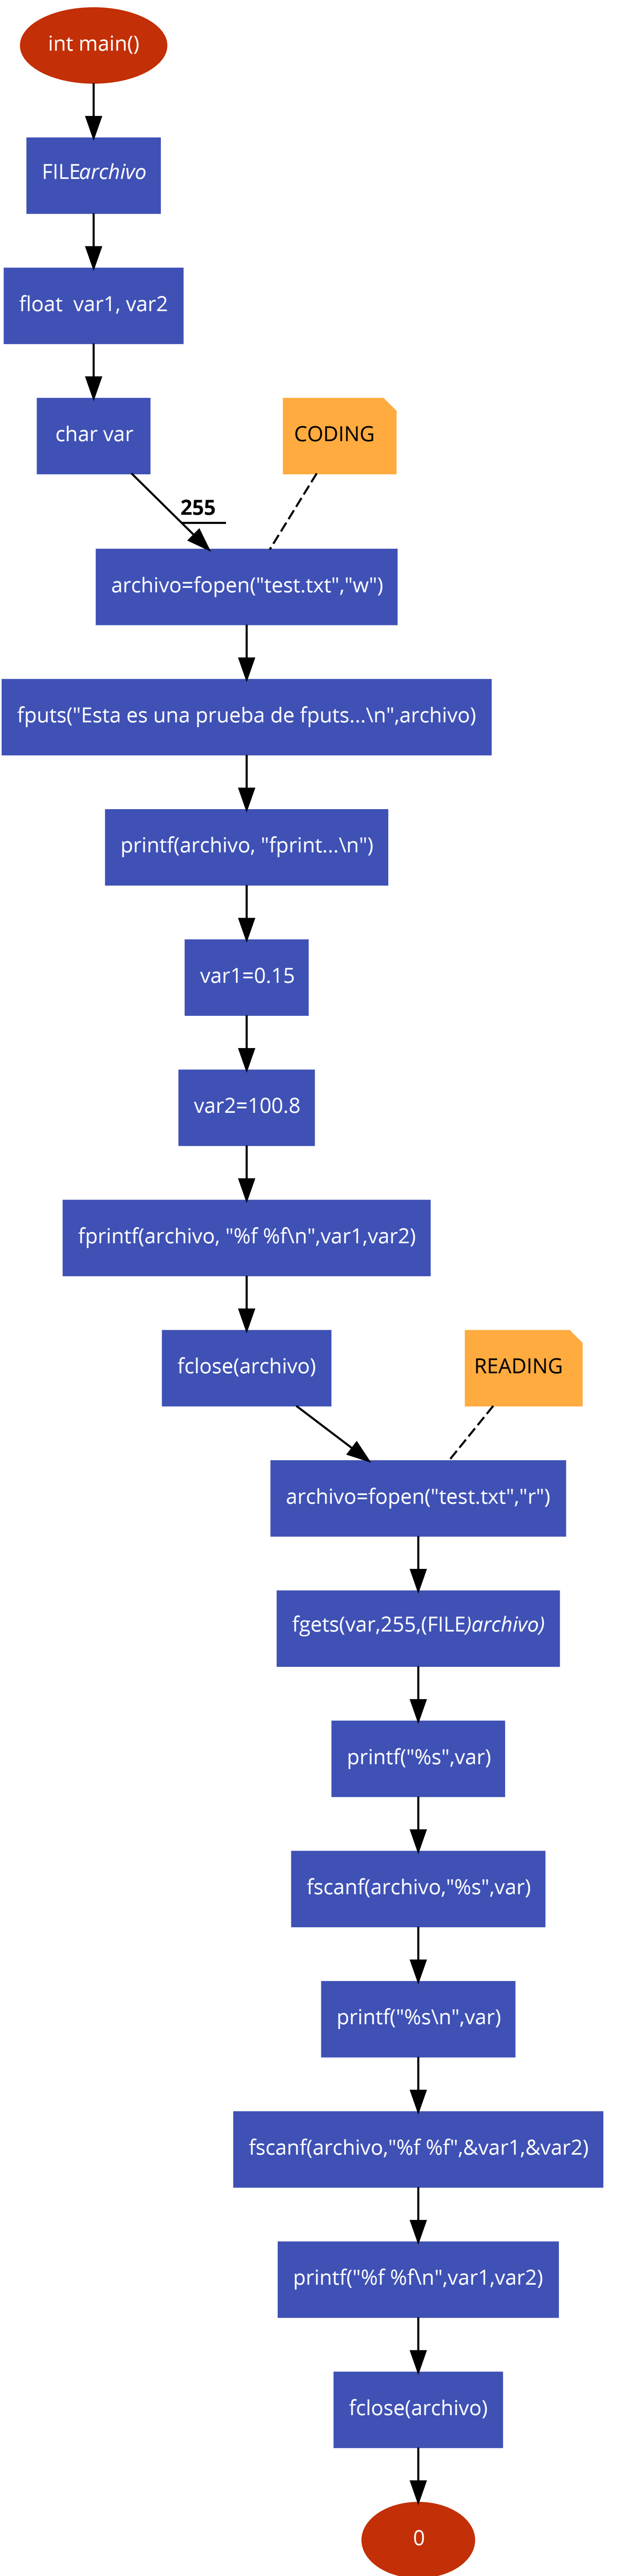 int main()
FILEarchivo
float  var1, var2
char var
CODING
255
archivo=fopen("test.txt","w")
fputs("Esta es una prueba de fputs...\n",archivo)
printf(archivo, "fprint...\n")
var1=0.15
var2=100.8
fprintf(archivo, "%f %f\n",var1,var2)
fclose(archivo)
READING
archivo=fopen("test.txt","r")
fgets(var,255,(FILE)archivo)
printf("%s",var)
fscanf(archivo,"%s",var)
printf("%s\n",var)
fscanf(archivo,"%f %f",&var1,&var2)
printf("%f %f\n",var1,var2)
fclose(archivo)
0